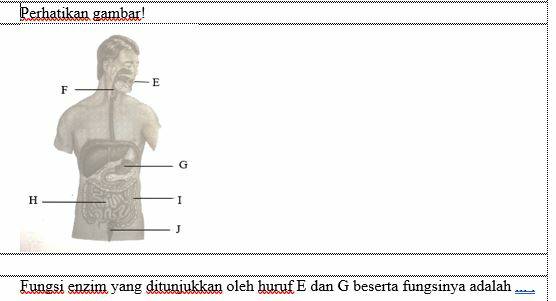 Perhatikan gambar!
E
F
G
H
I
J
Fungsi enzim yang ditunjukkan oleh huruf E dan G beserta fungsinya adalah ... .